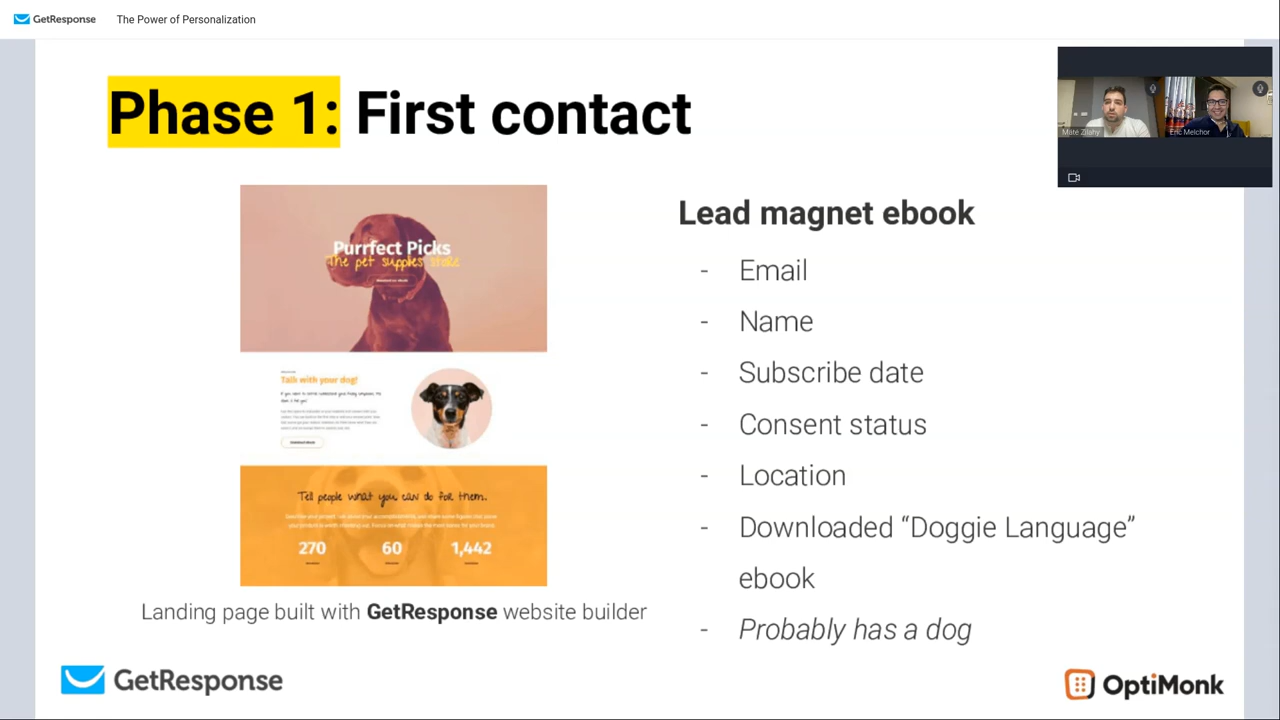 GetResponse The Power of Personalization
Phase 1: First contact
Maté Zilahy
Eric Melchor
Purrfect Picks
The pet supplies store
Talk with your dog!
Tell people what you can do for them.
270 60 1,442
Landing page built with GetResponse website builder
Lead magnet ebook
- Email
- Name
- Subscribe date
- Consent status
- Location
- Downloaded “Doggie Language”
ebook
- Probably has a dog
GetResponse
OptiMonk